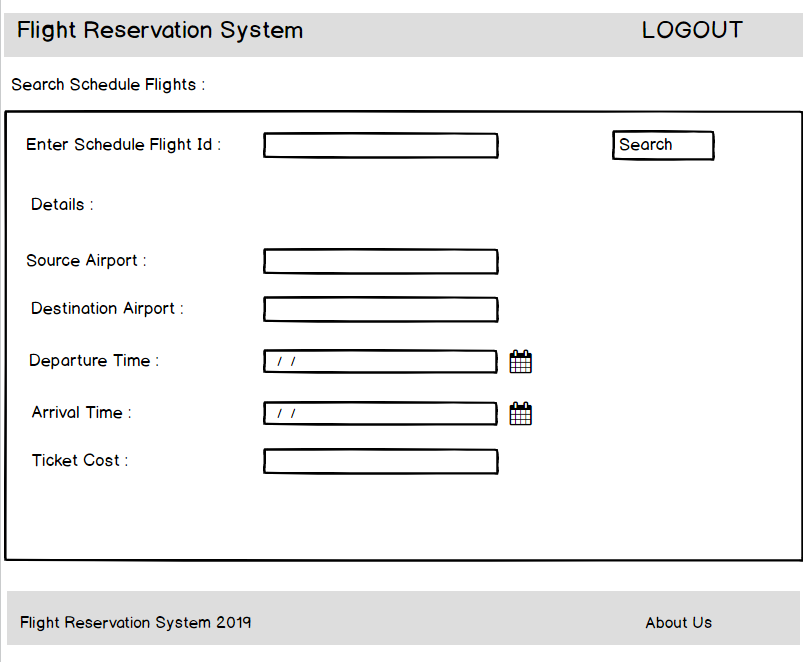 Flight Reservation System LOGOUT
Search Schedule Flights :
Enter Schedule Flight Id : Search
Details :
Source Airport :
Destination Airport :
Departure Time : / /
Arrival Time : / /
Ticket Cost :
Flight Reservation System 2019 About Us